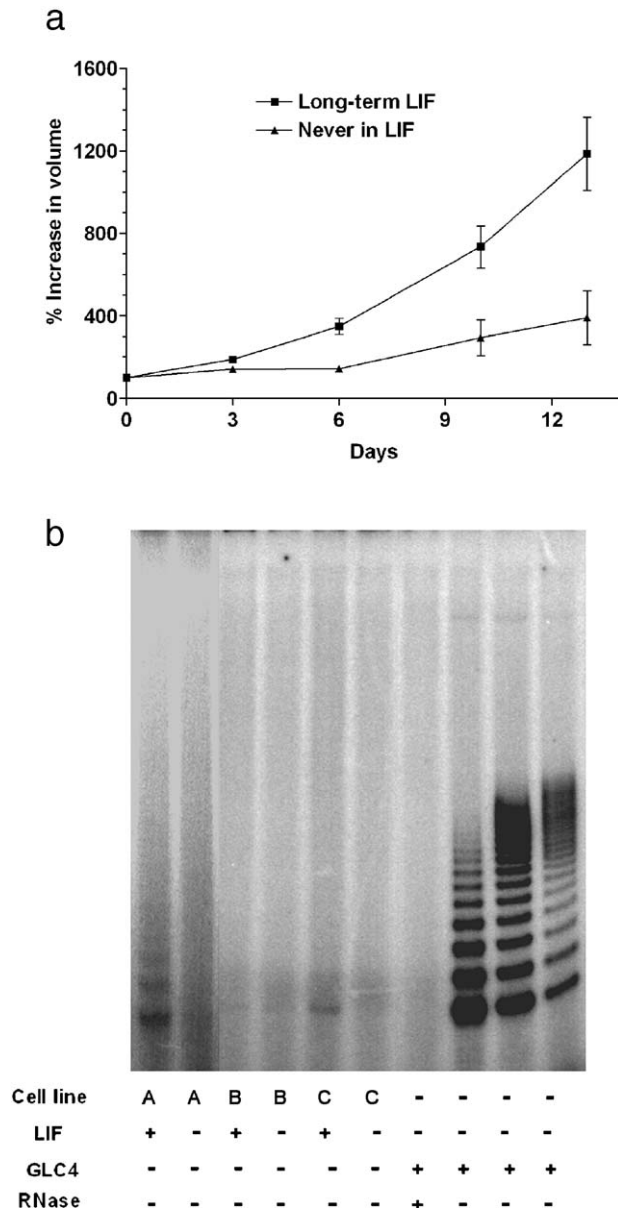 a
1600
1200
800
400
0
% Increase in volume
Long-term LIF
Never in LIF
0 3 6 9 12
Days
b
Cell line A A B B C C - - - -
LIF + - + - + - - - - -
GLC4 - - - - - - + + + +
RNase - - - - - - + - - -